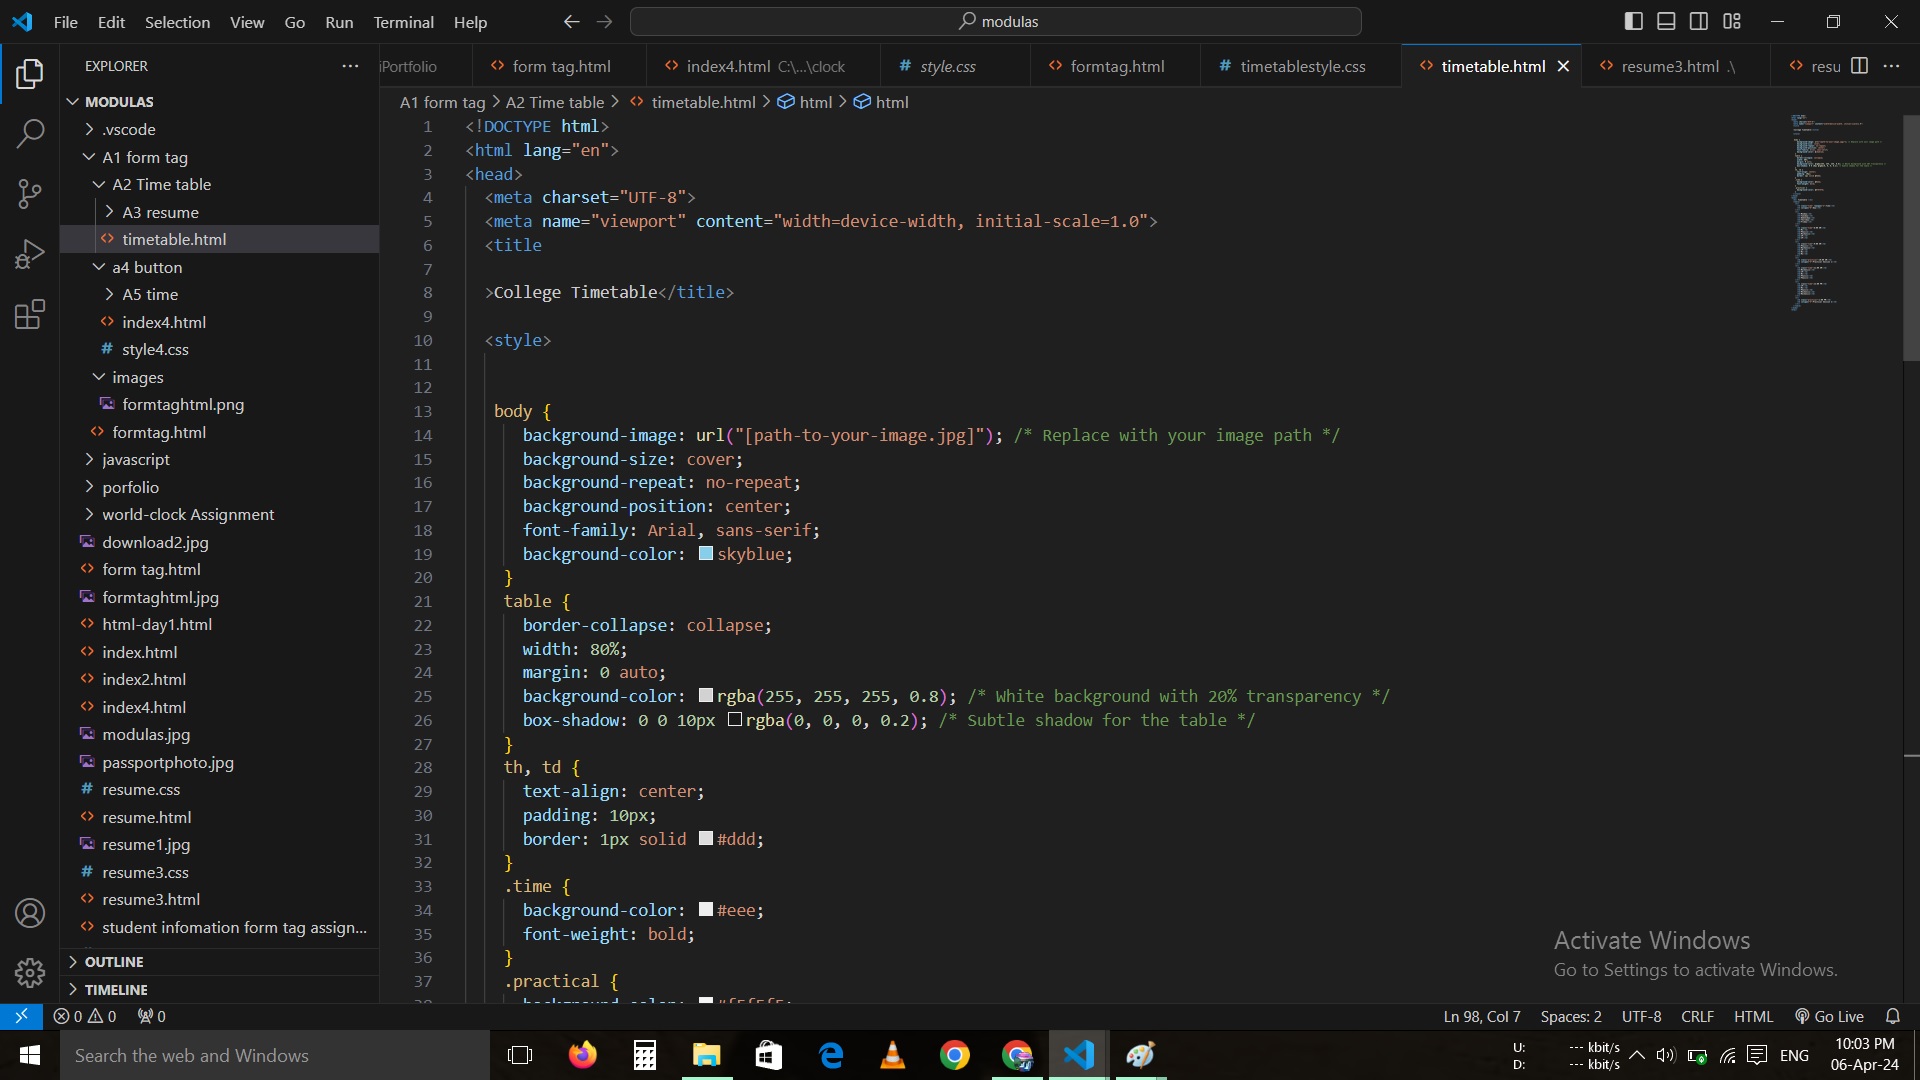 File Edit Selection View Go Run Terminal Help
modulas
EXPLORER
iPortfolio
form tag.html
index4.html C:\...\clock
style.css
formtag.html
timetablestyle.css
timetable.html
resume3.html .\
resu
MODULAS
.vscode
A1 form tag
A2 Time table
A3 resume
timetable.html
a4 button
A5 time
index4.html
style4.css
images
formtaghtml.png
formtag.html
javascript
porfolio
world-clock Assignment
download2.jpg
form tag.html
formtaghtml.jpg
html-day1.html
index.html
index2.html
index4.html
modulas.jpg
passportphoto.jpg
resume.css
resume.html
resume1.jpg
resume3.css
resume3.html
student infomation form tag assign...
OUTLINE
TIMELINE
A1 form tag > A2 Time table > timetable.html > html > html
1 <!DOCTYPE html>
2 <html lang="en">
3 <head>
4 <meta charset="UTF-8">
5 <meta name="viewport" content="width=device-width, initial-scale=1.0">
6 <title
7
8 >College Timetable</title>
9
10 <style>
11
12
13 body {
14 background-image: url("[path-to-your-image.jpg]"); /* Replace with your image path */
15 background-size: cover;
16 background-repeat: no-repeat;
17 background-position: center;
18 font-family: Arial, sans-serif;
19 background-color: skyblue;
20 }
21 table {
22 border-collapse: collapse;
23 width: 80%;
24 margin: 0 auto;
25 background-color: rgba(255, 255, 255, 0.8); /* White background with 20% transparency */
26 box-shadow: 0 0 10px rgba(0, 0, 0, 0.2); /* Subtle shadow for the table */
27 }
28 th, td {
29 text-align: center;
30 padding: 10px;
31 border: 1px solid #ddd;
32 }
33 .time {
34 background-color: #eee;
35 font-weight: bold;
36 }
37 .practical {
Activate Windows
Go to Settings to activate Windows.
0 0 0
Ln 98, Col 7 Spaces: 2 UTF-8 CRLF HTML Go Live
Search the web and Windows
U: --- kbit/s
D: --- kbit/s
ENG
10:03 PM
06-Apr-24